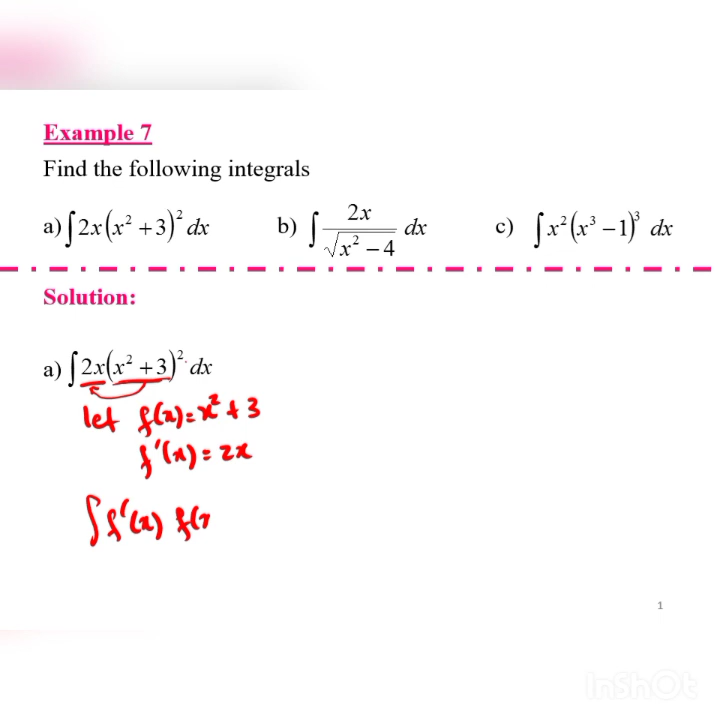 Example 7
Find the following integrals
a) ∫2x(x² + 3)² dx b) ∫ 2x/√(x² − 4) dx c) ∫x²(x³ − 1)³ dx
Solution:
a) ∫2x(x² + 3)² dx
let f(x) = x² + 3
f'(x) = 2x
∫f'(x) f(
1
InShOt